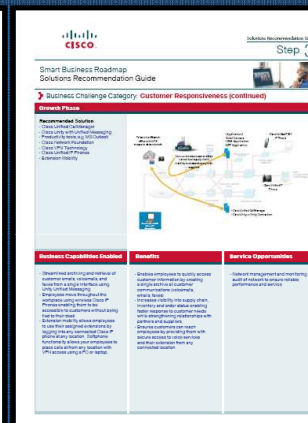 CISCO
Solutions Recommendation G
Step 3
Smart Business Roadmap
Solutions Recommendation Guide
Business Challenge Category: Customer Responsiveness (continued)
Growth Phase
Recommended Solution
- Cisco Unified CallManager
- Cisco Unity with Unified Messaging
- Productivity tools, e.g. MS Outlook
- Cisco Network Foundation
- Cisco VPN Technology
- Cisco Unified IP Phones
- Extension Mobility
Business Capabilities Enabled
- Streamlined archiving and retrieval of
customer emails, voicemails, and
faxes from a single interface using
Unity Unified Messaging
- Employees move throughout the
workplace using wireless Cisco IP
Phones enabling them to be
accessible to customers without being
tied to their desk
- Extension mobility allows employees
to use their assigned extensions by
logging into any connected Cisco IP
phone at any location. Softphone
functionality allows your employees to
place calls from any location with
VPN access using a PC or laptop.
Benefits
- Enables employees to quickly access
customer information by creating
a single archive of customer
communications (voicemails,
emails, faxes)
- Increases visibility into supply chain,
inventory and order status enabling
faster response to customer needs
while strengthening relationships with
partners and suppliers
- Ensures customers can reach
employees by providing them with
secure access to voice services
and their extension from any
connected location
Service Opportunities
- Network management and monitoring
audit of network to ensure reliable
performance and service